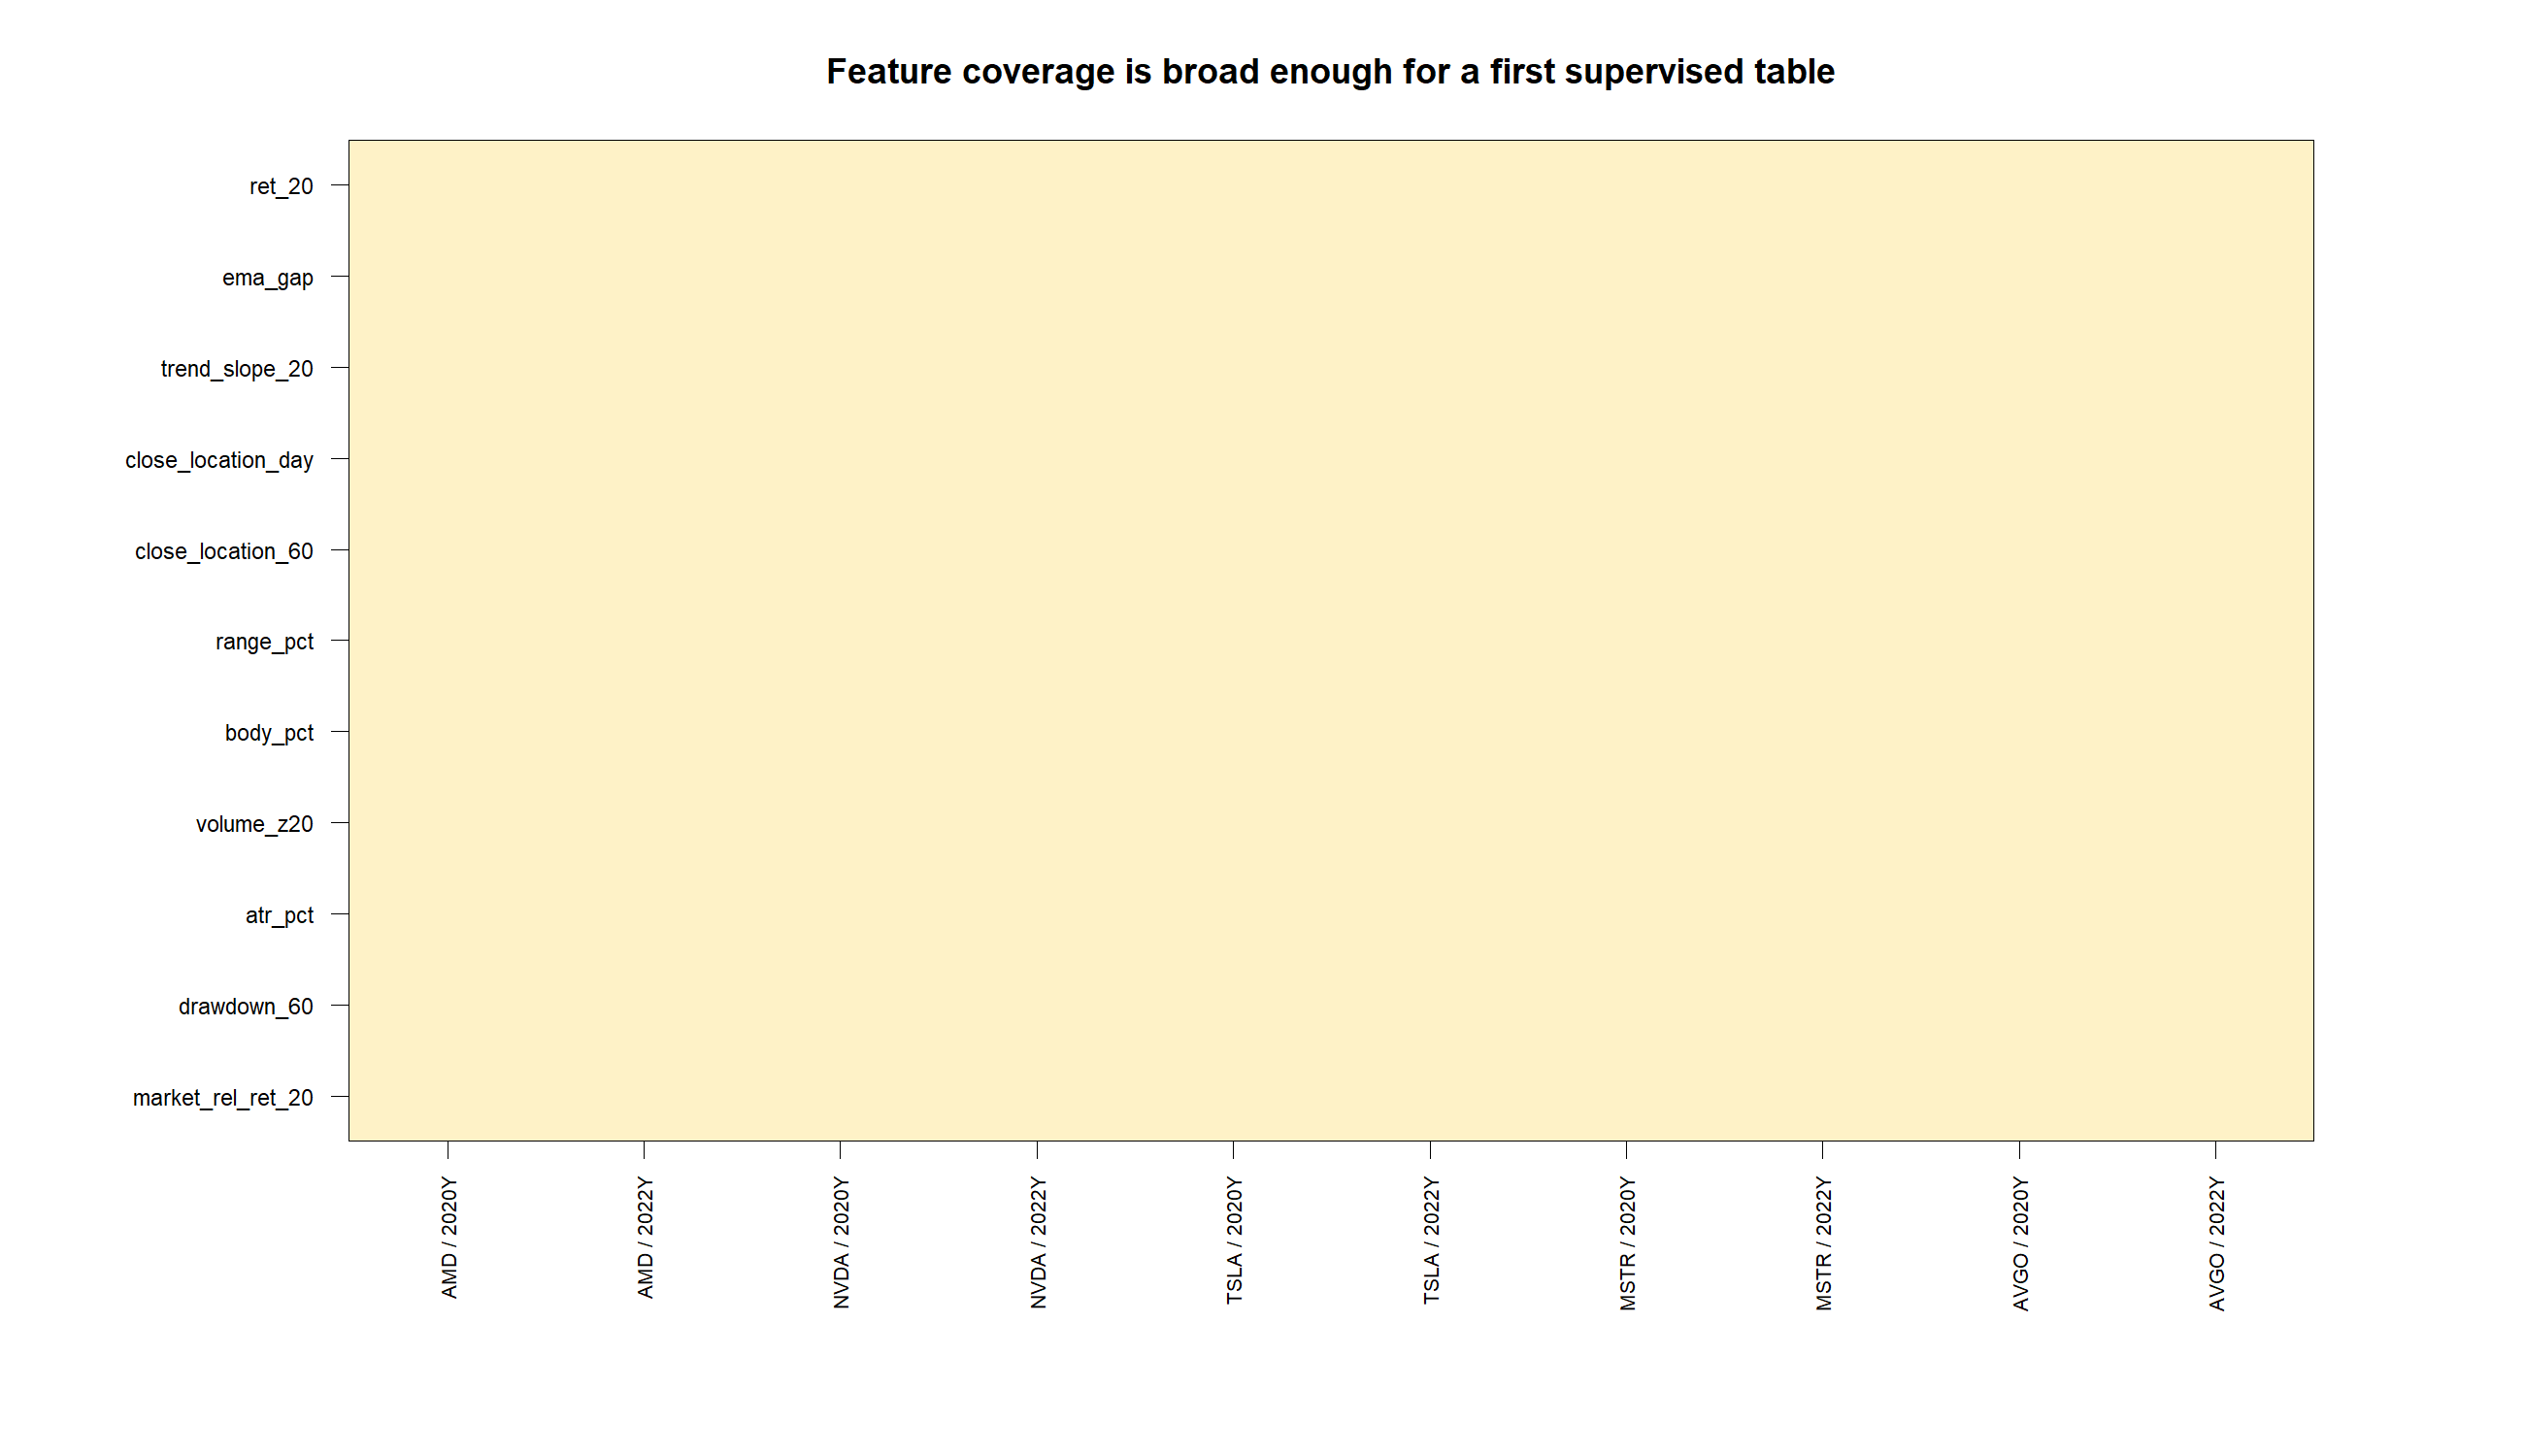 Feature coverage is broad enough for a first supervised table
ret_20
ema_gap
trend_slope_20
close_location_day
close_location_60
range_pct
body_pct
volume_z20
atr_pct
drawdown_60
market_rel_ret_20
AMD / 2020Y
AMD / 2022Y
NVDA / 2020Y
NVDA / 2022Y
TSLA / 2020Y
TSLA / 2022Y
MSTR / 2020Y
MSTR / 2022Y
AVGO / 2020Y
AVGO / 2022Y